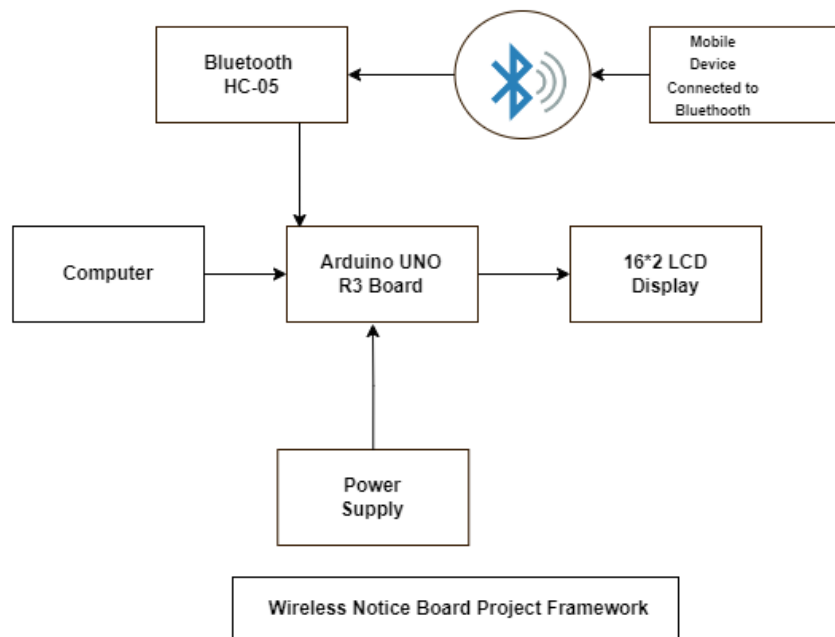 Bluetooth
HC-05
Mobile
Device
Connected to
Bluethooth
Computer
Arduino UNO
R3 Board
16*2 LCD
Display
Power
Supply
Wireless Notice Board Project Framework